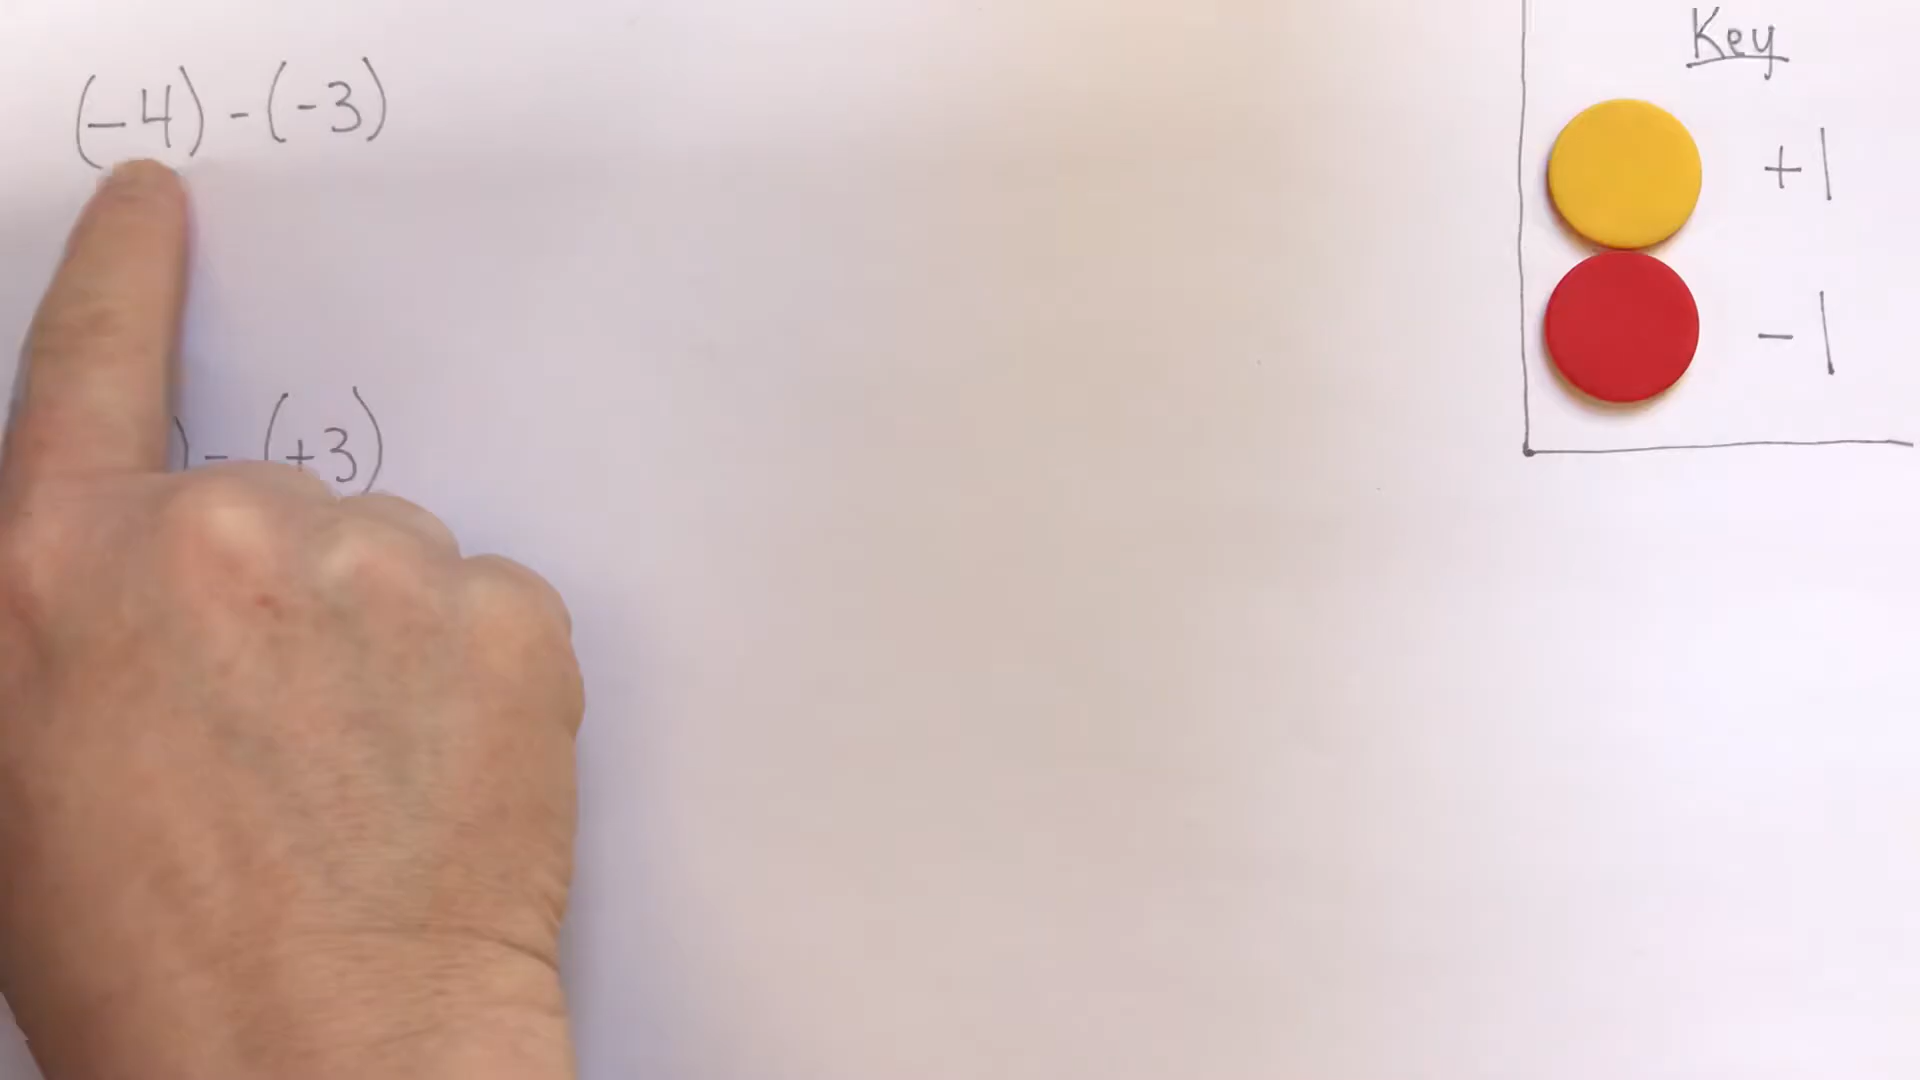 (-4) - (-3)
) - (+3)
Key
+1
-1